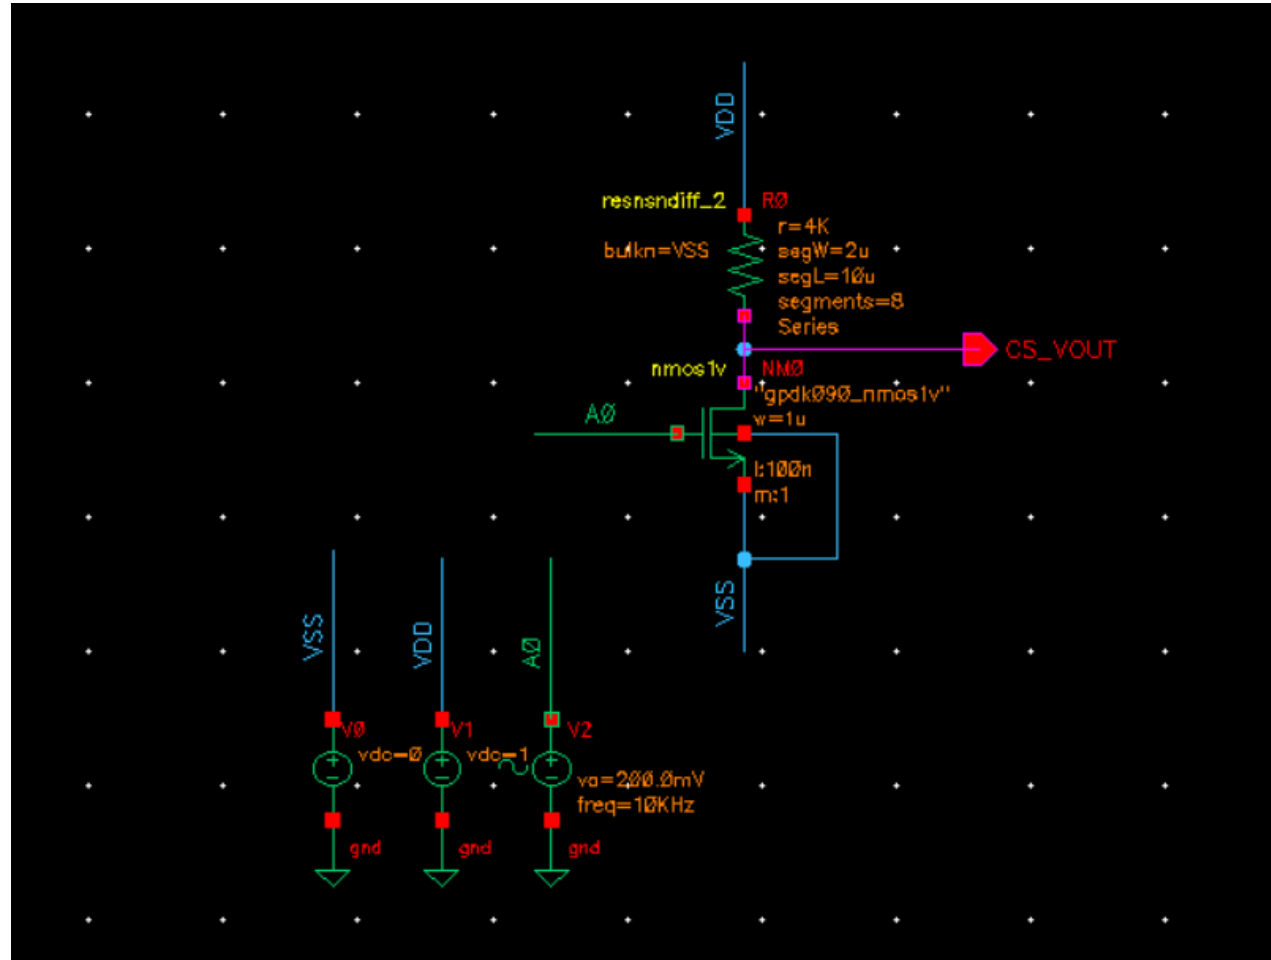 VDD
resnsndiff_2
R0
r=4K
bulkn=VSS
segW=2u
segL=10u
segments=8
Series
CS_VOUT
nmos1v
NM0
"gpdk090_nmos1v"
A0
w=1u
l:100n
m:1
VSS
VSS
VDD
A0
V0
V1
V2
vdc=0
vdc=1
va=200.0mV
freq=10KHz
gnd
gnd
gnd